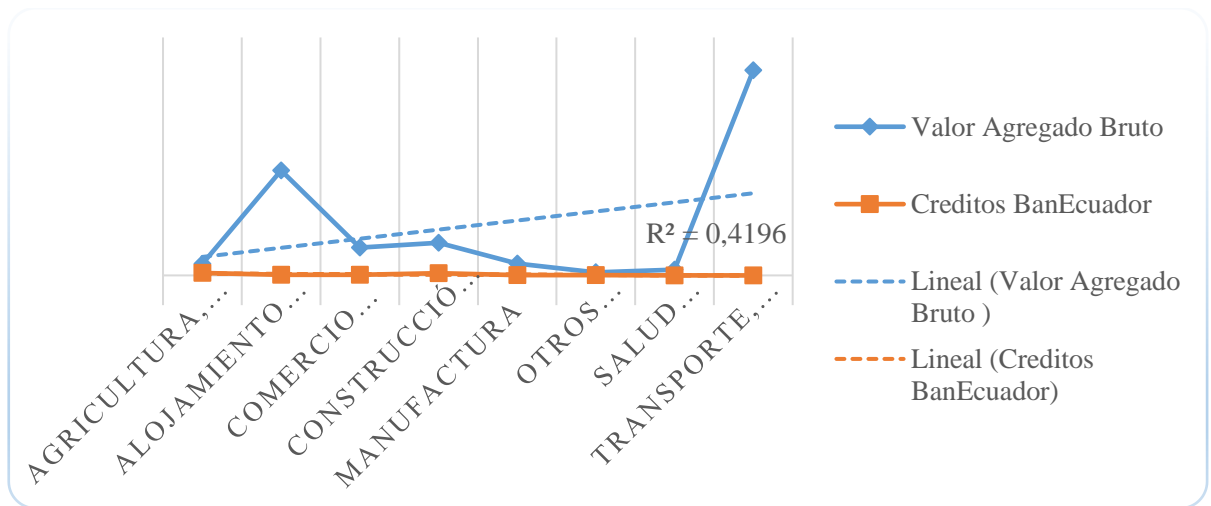 R² = 0,4196
AGRICULTURA,...
ALOJAMIENTO...
COMERCIO...
CONSTRUCCIÓ...
MANUFACTURA
OTROS...
SALUD...
TRANSPORTE,...
Valor Agregado Bruto
Creditos BanEcuador
Lineal (Valor Agregado
Bruto )
Lineal (Creditos
BanEcuador)